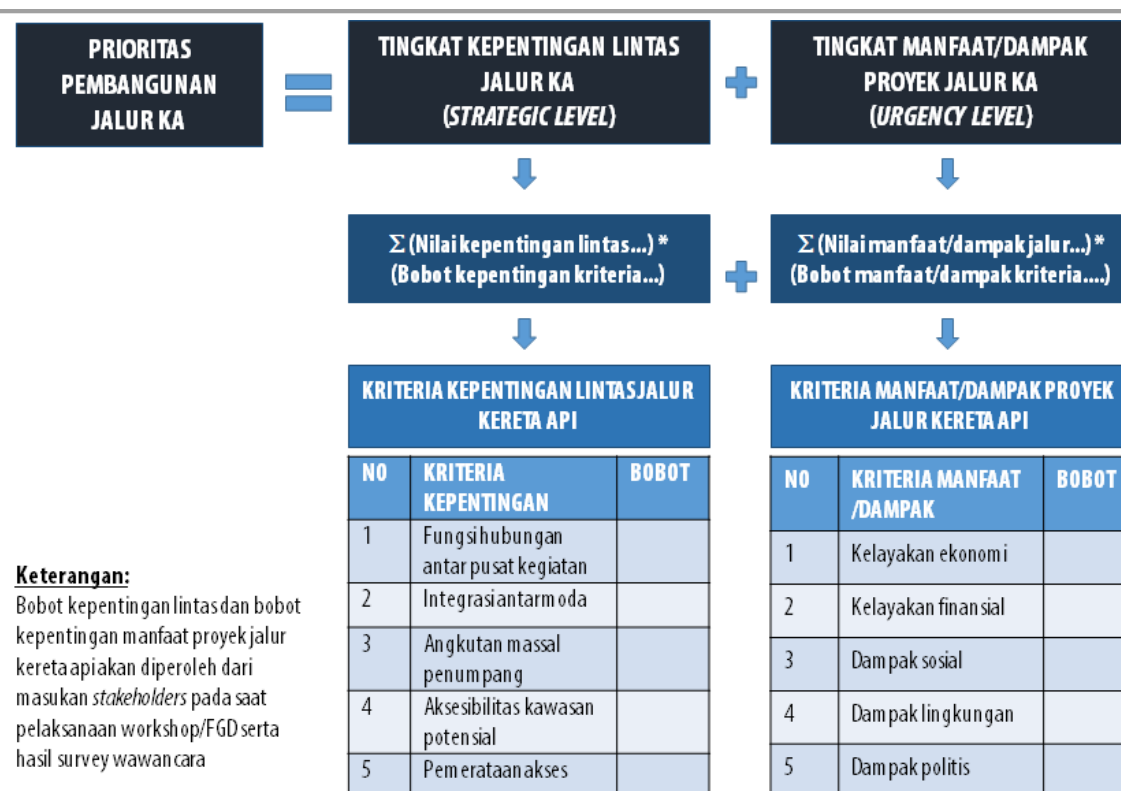 PRIORITAS
PEMBANGUNAN
JALUR KA
TINGKAT KEPENTINGAN LINTAS
JALUR KA
(STRATEGIC LEVEL)
TINGKAT MANFAAT/DAMPAK
PROYEK JALUR KA
(URGENCY LEVEL)
Σ (Nilai kepentingan lintas...) *
(Bobot kepentingan kriteria...)
Σ (Nilai manfaat/dampak jalur...) *
(Bobot manfaat/dampak kriteria....)
KRITERIA KEPENTINGAN LINTAS JALUR
KERETA API
NO KRITERIA KEPENTINGAN BOBOT
1 Fungsi hubungan
antar pusat kegiatan
2 Integrasi antarmoda
3 Angkutan massal
penumpang
4 Aksesibilitas kawasan
potensial
5 Pemerataan akses
KRITERIA MANFAAT/DAMPAK PROYEK
JALUR KERETA API
NO KRITERIA MANFAAT
/DAMPAK BOBOT
1 Kelayakan ekonomi
2 Kelayakan finansial
3 Dampak sosial
4 Dampak lingkungan
5 Dampak politis
Keterangan:
Bobot kepentingan lintas dan bobot
kepentingan manfaat proyek jalur
kereta api akan diperoleh dari
masukan stakeholders pada saat
pelaksanaan workshop/FGD serta
hasil survey wawancara